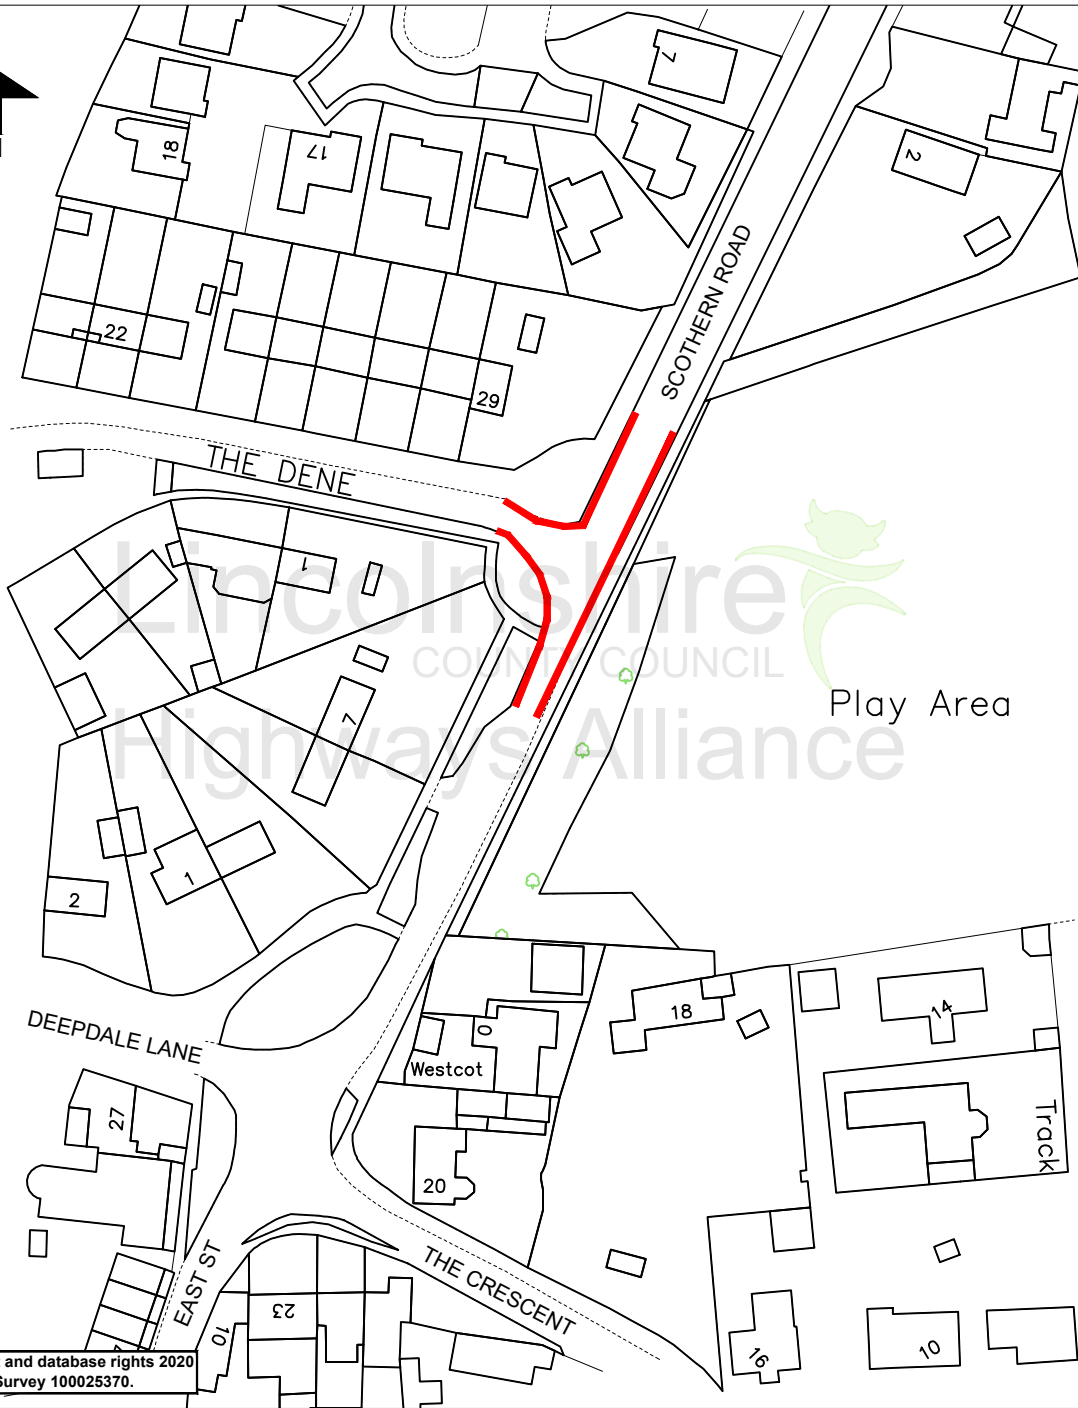 7
18
17
2
SCOTHERN ROAD
22
29
THE DENE
1
Lincolnshire
COUNTY COUNCIL
Highways Alliance
Play Area
7
1
2
DEEPDALE LANE
18
14
0
Westcot
27
Track
20
EAST ST
THE CRESCENT
23
10
16
10
and database rights 2020
Survey 100025370.